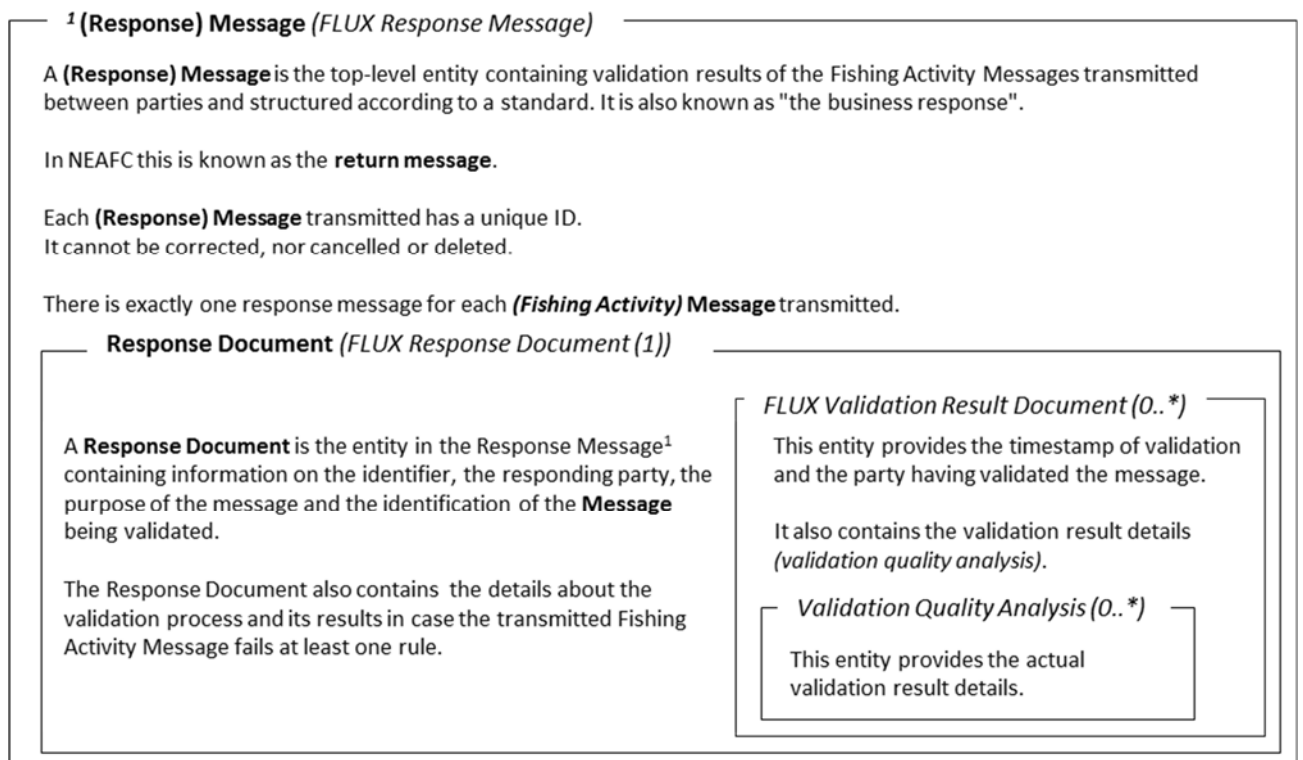 ¹ (Response) Message (FLUX Response Message)
A (Response) Message is the top-level entity containing validation results of the Fishing Activity Messages transmitted
between parties and structured according to a standard. It is also known as "the business response".
In NEAFC this is known as the return message.
Each (Response) Message transmitted has a unique ID.
It cannot be corrected, nor cancelled or deleted.
There is exactly one response message for each (Fishing Activity) Message transmitted.
Response Document (FLUX Response Document (1))
A Response Document is the entity in the Response Message¹
containing information on the identifier, the responding party, the
purpose of the message and the identification of the Message
being validated.
The Response Document also contains the details about the
validation process and its results in case the transmitted Fishing
Activity Message fails at least one rule.
FLUX Validation Result Document (0..*)
This entity provides the timestamp of validation
and the party having validated the message.
It also contains the validation result details
(validation quality analysis).
Validation Quality Analysis (0..*)
This entity provides the actual
validation result details.